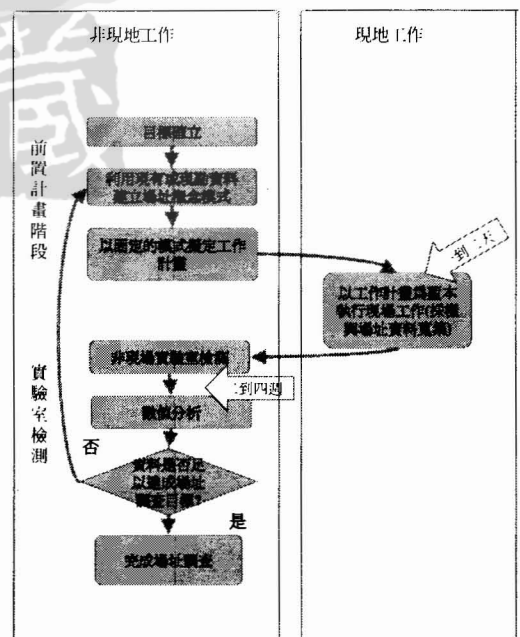 非現地工作
現地工作
前置計畫階段
目標確立
利用現有或現勘資料
建立場址概念模式
以固定的模式擬定工作
計畫
以工作計畫為藍本
執行現場工作(採樣
與場址資料蒐集)
非現場實驗室檢測
到四週
實驗室檢測
數值分析
否
資料是否足
以達成場址
調查目標?
是
完成場址調查